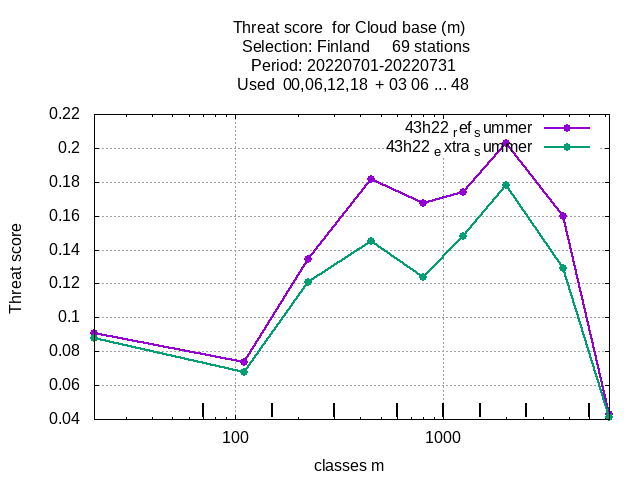 Threat score for Cloud base (m)
Selection: Finland 69 stations
Period: 20220701-20220731
Used 00,06,12,18 + 03 06 ... 48
0.22
43h22 ref summer
0.2
43h22 extra summer
0.18
0.16
0.14
0.12
0.1
0.08
0.06
0.04
Threat score
100 1000
classes m